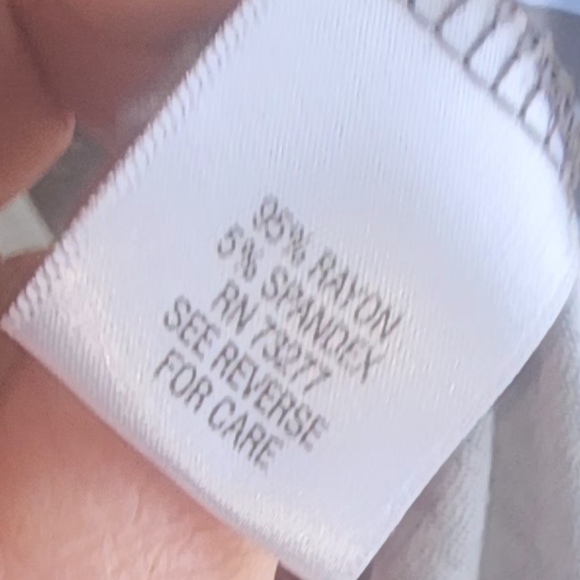 95% RAYON
5% SPANDEX
RN 73277
SEE REVERSE
FOR CARE